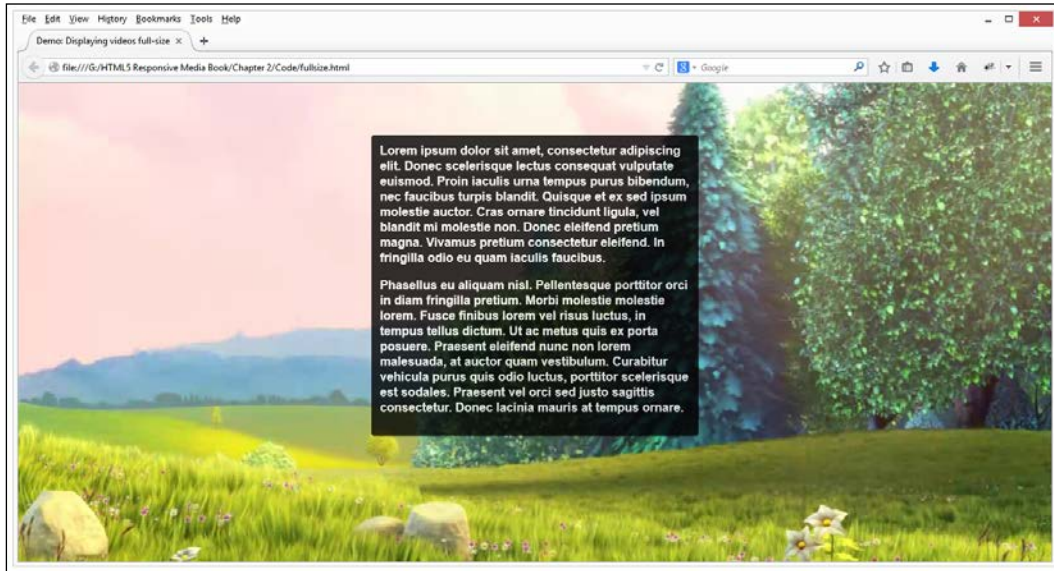 File Edit View History Bookmarks Tools Help
Demo: Displaying videos full-size × +
file:///G:/HTML5 Responsive Media Book/Chapter 2/Code/fullsize.html
8 Google
Lorem ipsum dolor sit amet, consectetur adipiscing
elit. Donec scelerisque lectus consequat vulputate
euismod. Proin iaculis urna tempus purus bibendum,
nec faucibus turpis blandit. Quisque et ex sed ipsum
molestie auctor. Cras ornare tincidunt ligula, vel
blandit mi molestie non. Donec eleifend pretium
magna. Vivamus pretium consectetur eleifend. In
fringilla odio eu quam iaculis faucibus.
Phasellus eu aliquam nisl. Pellentesque porttitor orci
in diam fringilla pretium. Morbi molestie molestie
lorem. Fusce finibus lorem vel risus luctus, in
tempus tellus dictum. Ut ac metus quis ex porta
posuere. Praesent eleifend nunc non lorem
malesuada, at auctor quam vestibulum. Curabitur
vehicula purus quis odio luctus, porttitor scelerisque
est sodales. Praesent vel orci sed justo sagittis
consectetur. Donec lacinia mauris at tempus ornare.